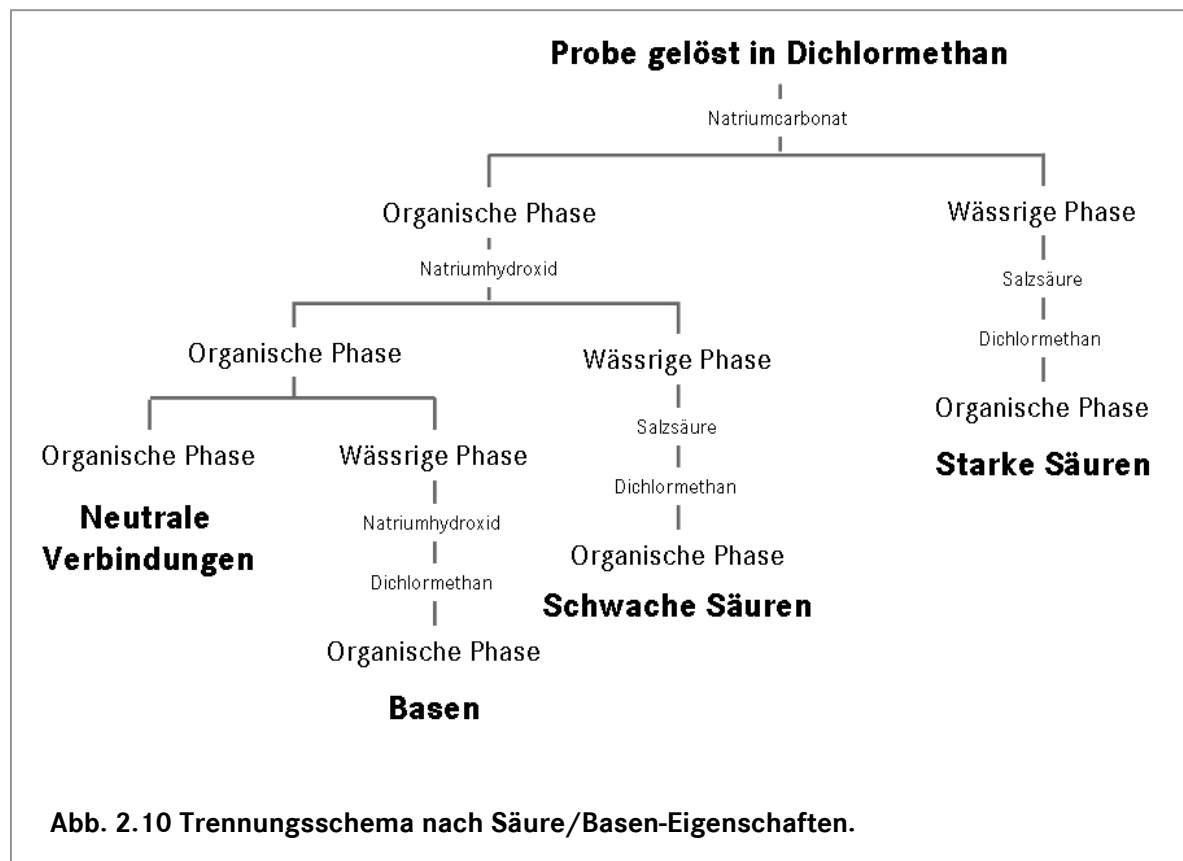 Probe gelöst in Dichlormethan
Natriumcarbonat
Organische Phase
Wässrige Phase
Natriumhydroxid
Salzsäure
Dichlormethan
Organische Phase
Starke Säuren
Organische Phase
Wässrige Phase
Salzsäure
Dichlormethan
Organische Phase
Schwache Säuren
Organische Phase
Neutrale
Verbindungen
Wässrige Phase
Natriumhydroxid
Dichlormethan
Organische Phase
Basen
Abb. 2.10 Trennungsschema nach Säure/Basen-Eigenschaften.